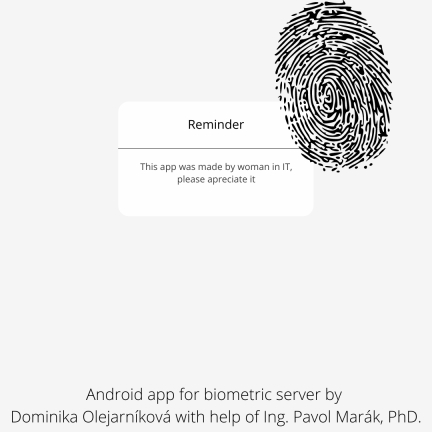 Reminder
This app was made by woman in IT,
please apreciate it
Android app for biometric server by
Dominika Olejarníková with help of Ing. Pavol Marák, PhD.